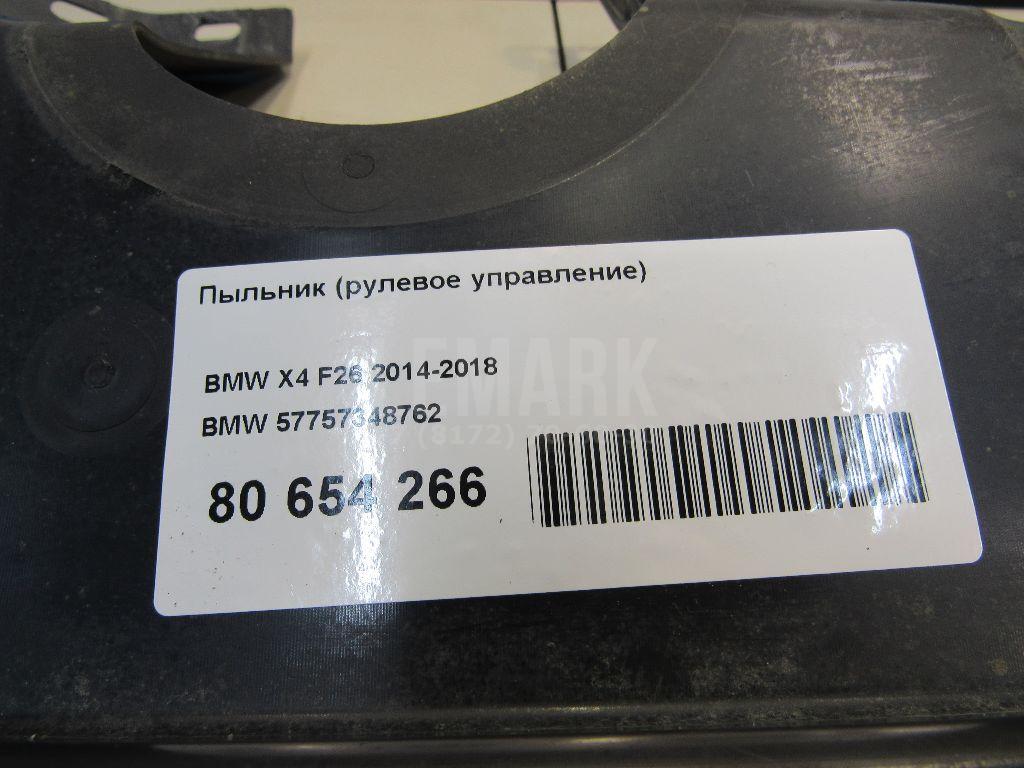 Пыльник (рулевое управление)
BMW X4 F26 2014-2018
BMW 57757348762
80 654 266